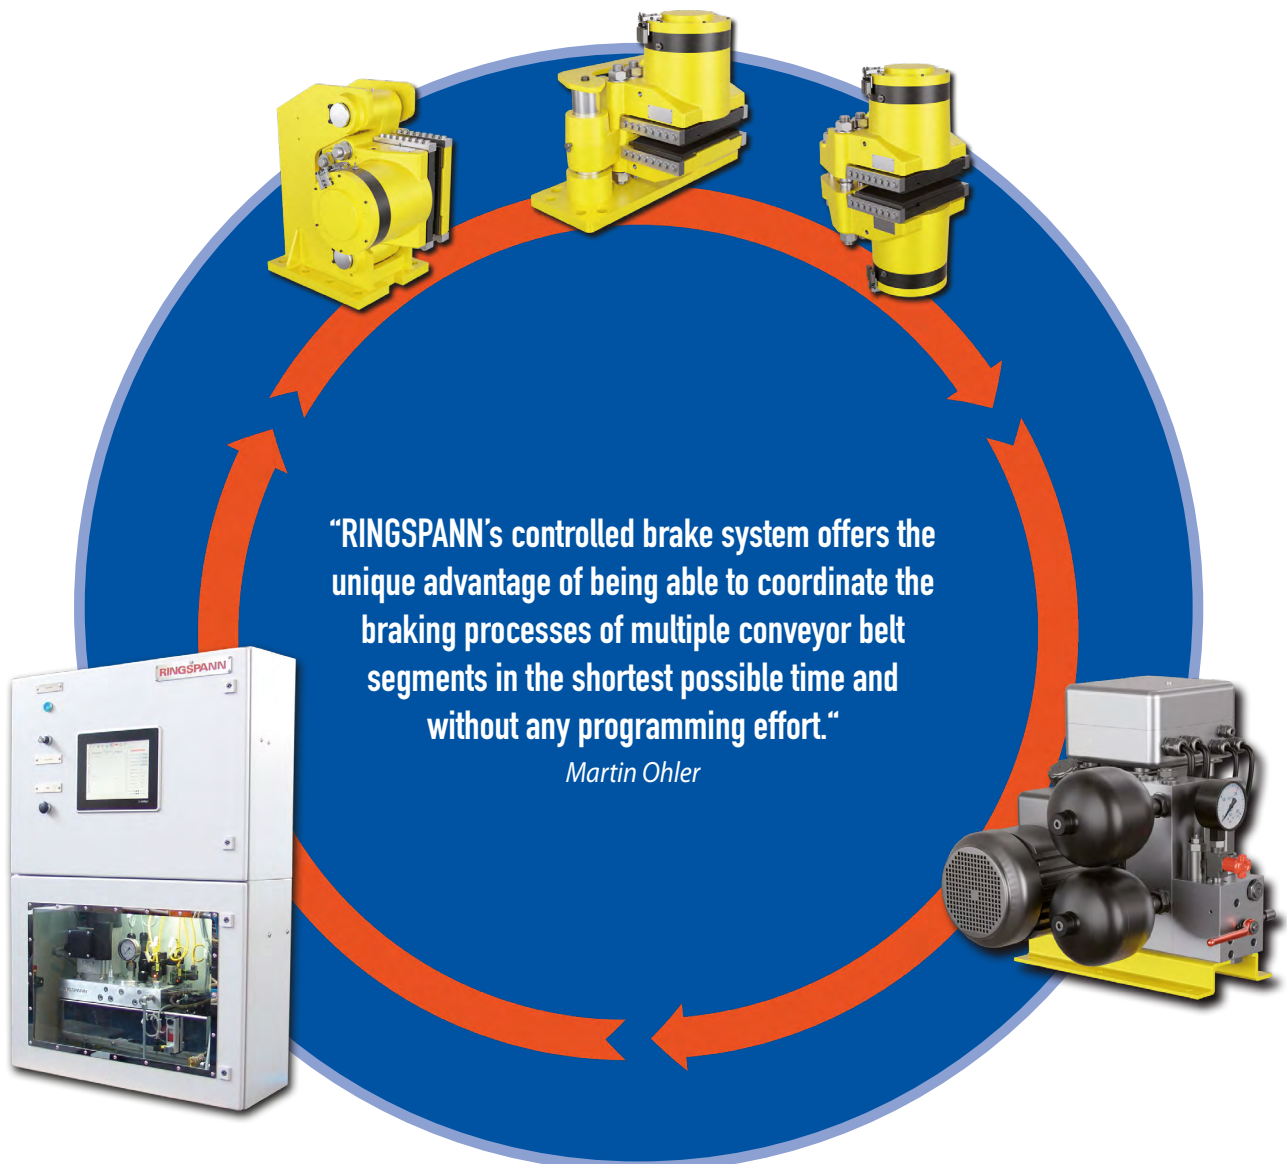 “RINGSPANN’s controlled brake system offers the
unique advantage of being able to coordinate the
braking processes of multiple conveyor belt
segments in the shortest possible time and
without any programming effort.“
Martin Ohler
RINGSPANN